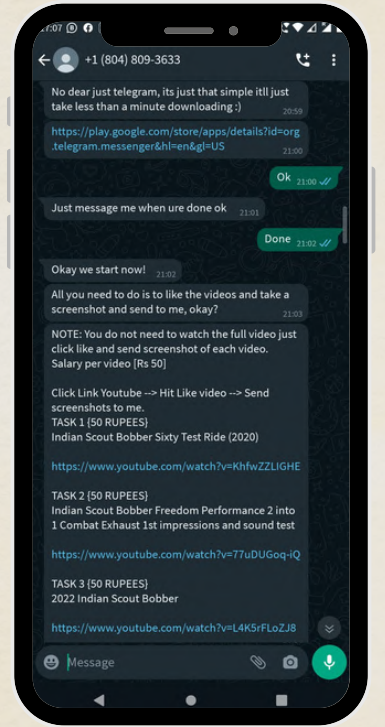 7:07
+1 (804) 809-3633
No dear just telegram, its just that simple itll just
take less than a minute downloading :)
20:59
https://play.google.com/store/apps/details?id=org
.telegram.messenger&hl=en&gl=US
21:00
Ok 21:00
Just message me when ure done ok 21:01
Done 21:02
Okay we start now! 21:02
All you need to do is to like the videos and take a
screenshot and send to me, okay?
21:03
NOTE: You do not need to watch the full video just
click like and send screenshot of each video.
Salary per video [Rs 50]
Click Link Youtube --> Hit Like video --> Send
screenshots to me.
TASK 1 {50 RUPEES}
Indian Scout Bobber Sixty Test Ride (2020)
https://www.youtube.com/watch?v=KhfwZZLIGHE
TASK 2 {50 RUPEES}
Indian Scout Bobber Freedom Performance 2 into
1 Combat Exhaust 1st impressions and sound test
https://www.youtube.com/watch?v=77uDUGoq-iQ
TASK 3 {50 RUPEES}
2022 Indian Scout Bobber
https://www.youtube.com/watch?v=L4K5rFLoZJ8
Message